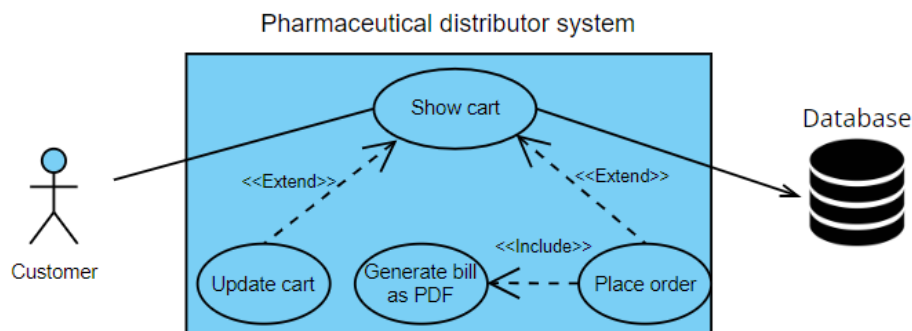 Pharmaceutical distributor system
Show cart
Database
<<Extend>>
<<Extend>>
<<Include>>
Customer
Update cart
Generate bill
as PDF
Place order